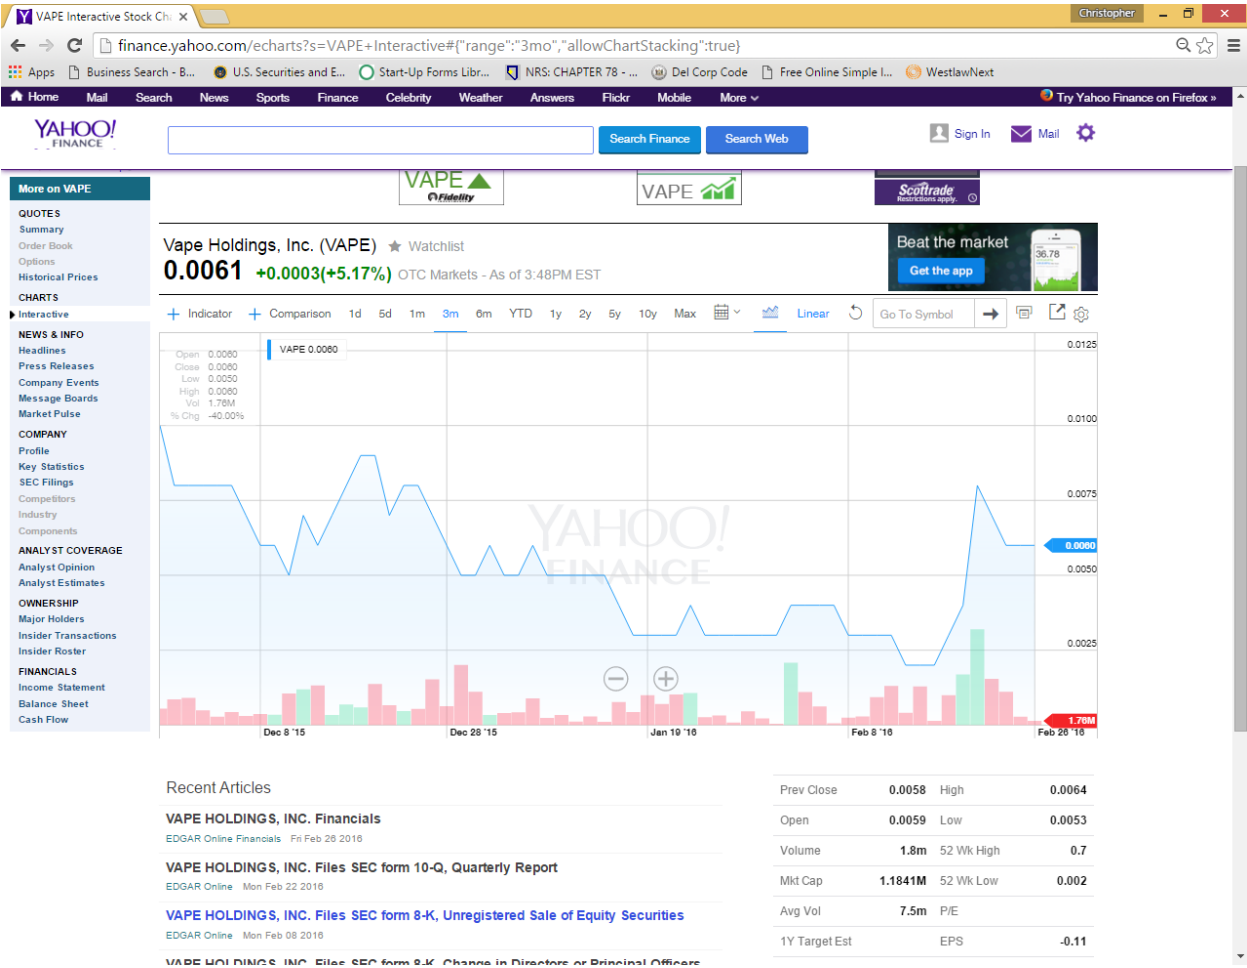 VAPE Interactive Stock Ch
Christopher
finance.yahoo.com/echarts?s=VAPE+Interactive#{"range":"3mo","allowChartStacking":true}
Apps Business Search - B... U.S. Securities and E... Start-Up Forms Libr... NRS: CHAPTER 78 - ... Del Corp Code Free Online Simple I... WestlawNext
Home Mail Search News Sports Finance Celebrity Weather Answers Flickr Mobile More Try Yahoo Finance on Firefox »
YAHOO!
FINANCE
Search Finance Search Web Sign In Mail
More on VAPE
QUOTES
Summary
Order Book
Options
Historical Prices
CHARTS
Interactive
NEWS & INFO
Headlines
Press Releases
Company Events
Message Boards
Market Pulse
COMPANY
Profile
Key Statistics
SEC Filings
Competitors
Industry
Components
ANALYST COVERAGE
Analyst Opinion
Analyst Estimates
OWNERSHIP
Major Holders
Insider Transactions
Insider Roster
FINANCIALS
Income Statement
Balance Sheet
Cash Flow
VAPE
Fidelity
VAPE
Scottrade
Restrictions apply.
Vape Holdings, Inc. (VAPE) ★ Watchlist
0.0061 +0.0003(+5.17%) OTC Markets - As of 3:48PM EST
Beat the market
Get the app
36.78
+ Indicator + Comparison 1d 5d 1m 3m 6m YTD 1y 2y 5y 10y Max Linear Go To Symbol
Open 0.0060
Close 0.0060
Low 0.0050
High 0.0060
Vol 1.76M
% Chg -40.00%
VAPE 0.0060
0.0125
0.0100
0.0075
0.0060
0.0050
0.0025
1.76M
YAHOO!
FINANCE
Dec 8 '15 Dec 28 '15 Jan 19 '16 Feb 8 '16 Feb 26 '16
Recent Articles
VAPE HOLDINGS, INC. Financials
EDGAR Online Financials Fri Feb 26 2016
VAPE HOLDINGS, INC. Files SEC form 10-Q, Quarterly Report
EDGAR Online Mon Feb 22 2016
VAPE HOLDINGS, INC. Files SEC form 8-K, Unregistered Sale of Equity Securities
EDGAR Online Mon Feb 08 2016
VAPE HOLDINGS, INC. Files SEC form 8-K, Change in Directors or Principal Officers
Prev Close 0.0058 High 0.0064
Open 0.0059 Low 0.0053
Volume 1.8m 52 Wk High 0.7
Mkt Cap 1.1841M 52 Wk Low 0.002
Avg Vol 7.5m P/E
1Y Target Est EPS -0.11